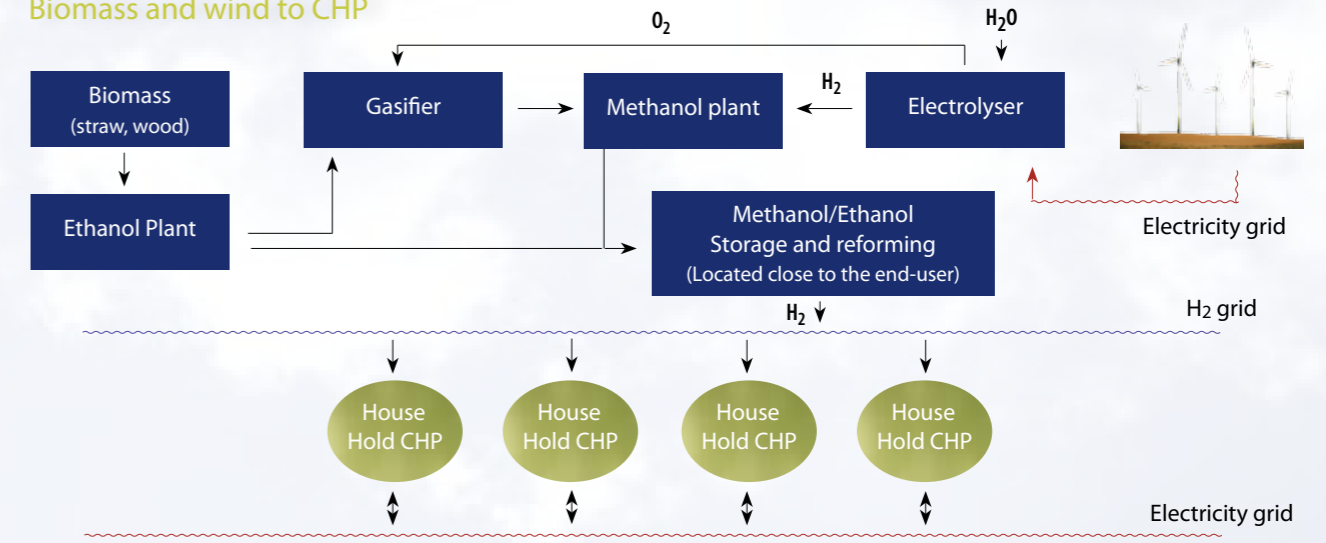 Biomass and wind to CHP
O2
H2O
Biomass
(straw, wood)
Gasifier
Methanol plant
H2
Electrolyser
Ethanol Plant
Methanol/Ethanol
Storage and reforming
(Located close to the end-user)
Electricity grid
H2
H2 grid
House
Hold CHP
House
Hold CHP
House
Hold CHP
House
Hold CHP
Electricity grid